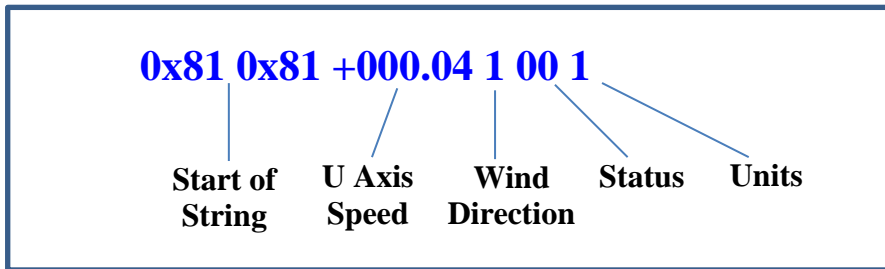 0x81 0x81 +000.04 1 00 1
Start of U Axis Wind Status Units
String Speed Direction